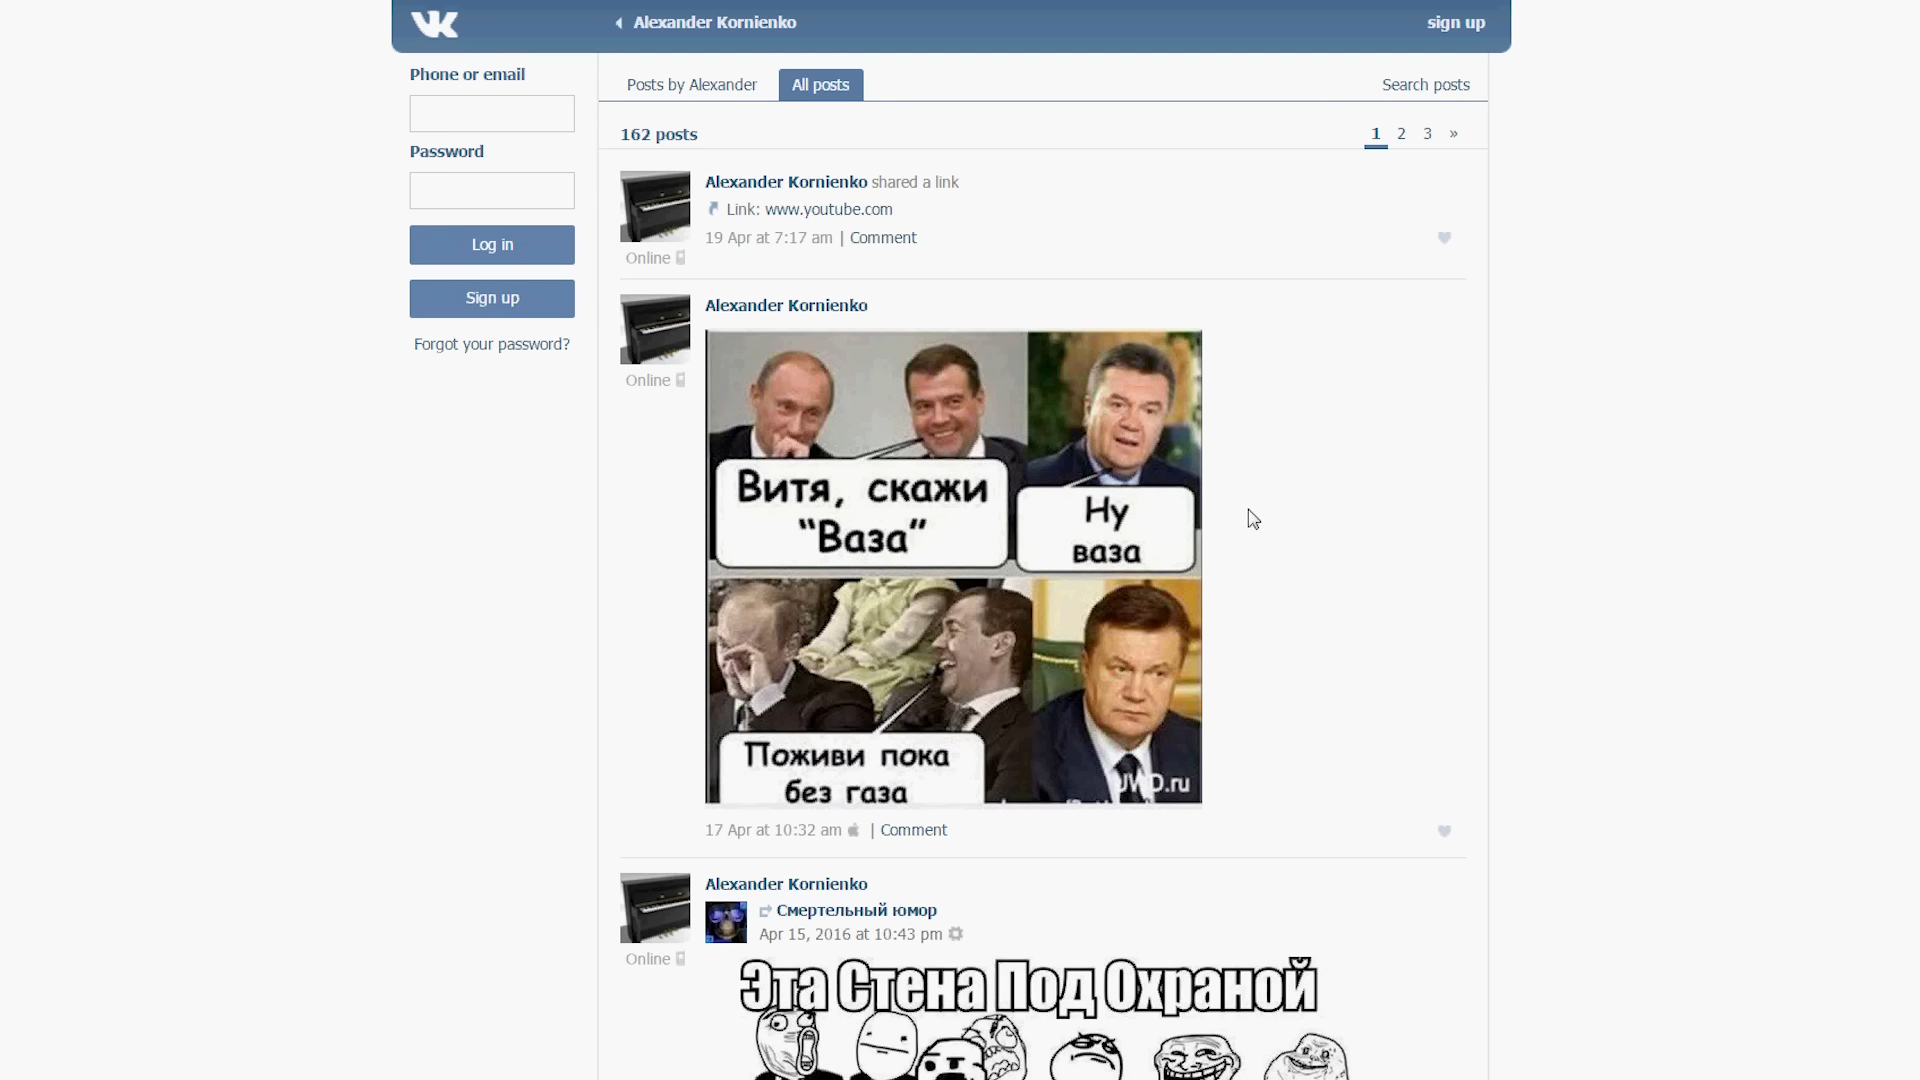 Alexander Kornienko
sign up
Phone or email
Password
Log in
Sign up
Forgot your password?
Posts by Alexander
All posts
Search posts
162 posts
1 2 3 »
Alexander Kornienko shared a link
Link: www.youtube.com
19 Apr at 7:17 am | Comment
Online
Alexander Kornienko
Online
Витя, скажи
“Ваза”
Ну
ваза
Поживи пока
без газа
17 Apr at 10:32 am | Comment
Alexander Kornienko
Смертельный юмор
Apr 15, 2016 at 10:43 pm
Online
Эта Стена Под Охраной